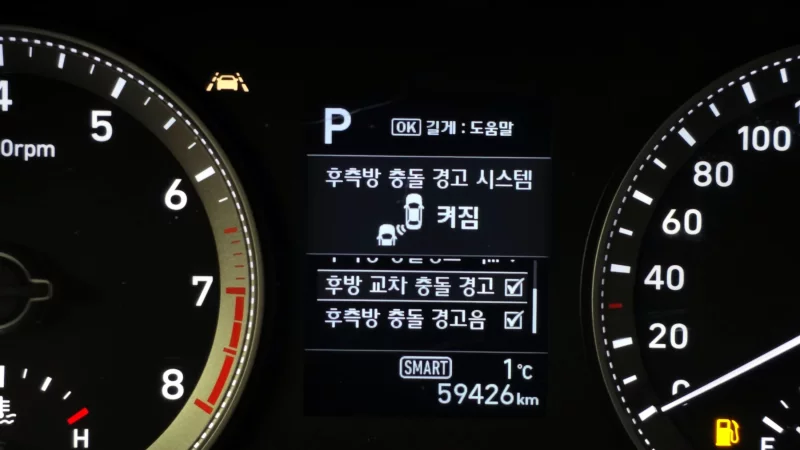 4
5
6
7
8
0rpm
H
P
OK 길게 : 도움말
후측방 충돌 경고 시스템
켜짐
후방 교차 충돌 경고
후측방 충돌 경고음
SMART 1℃
59426km
100
80
60
40
20
0
E